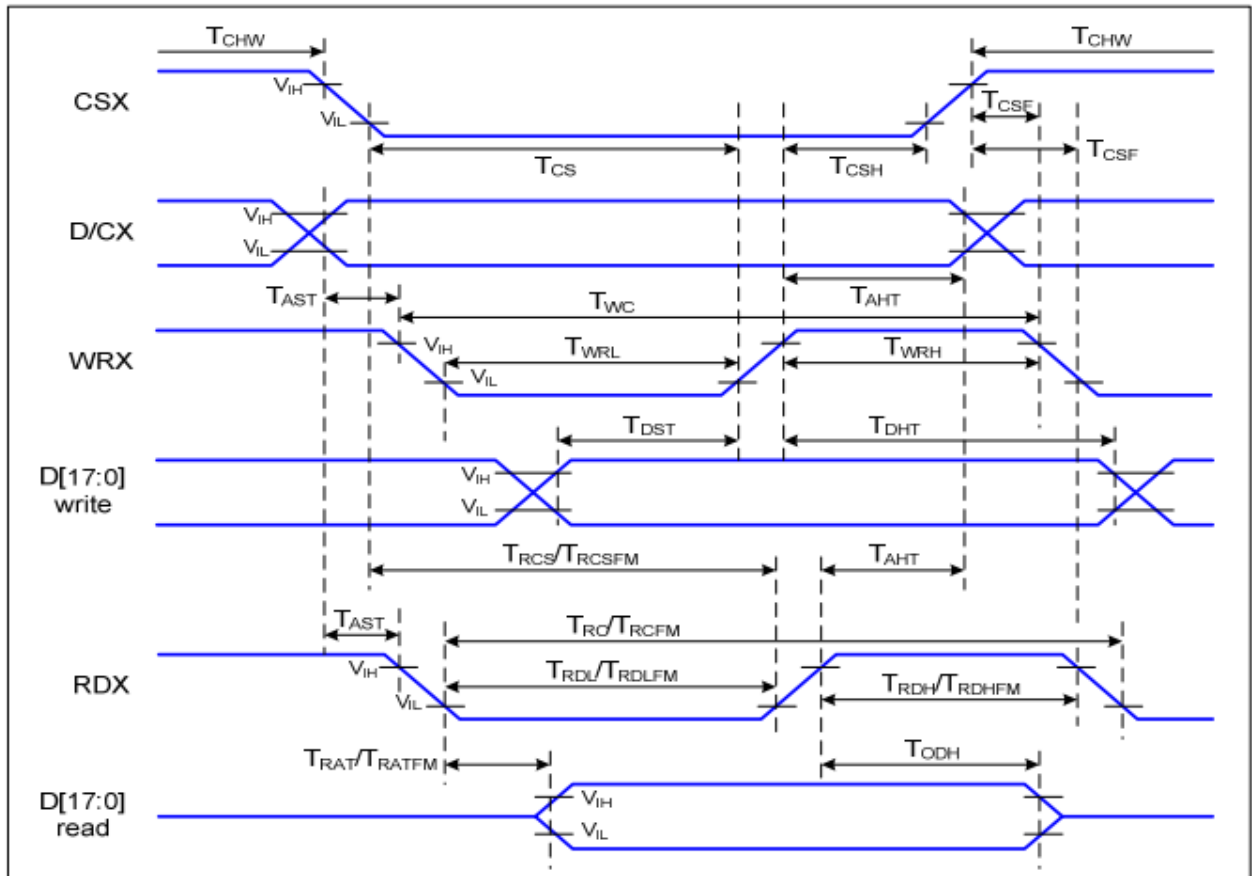 TCHW TCHW
CSX VIH VIL TCSF
TCS TCSH TCSF
D/CX VIH VIL
TAST TWC TAHT
WRX VIH TWRL TWRH
VIL
TDST TDHT
D[17:0] write VIH VIL
TRCS/TRCSFM TAHT
TAST TRC/TRCFM
RDX VIH VIL TRDL/TRDLFM TRDH/TRDHFM
TRAT/TRATFM TODH
D[17:0] read VIH VIL